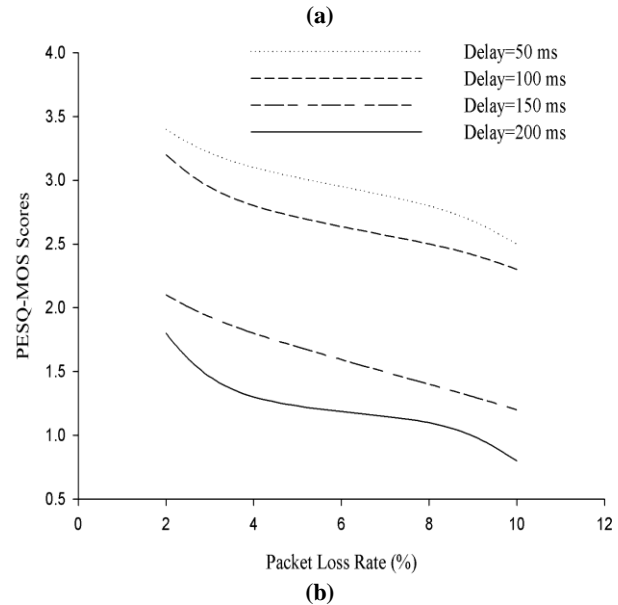 (a)
4.0
3.5
3.0
2.5
2.0
1.5
1.0
0.5
PESQ-MOS Scores
Delay=50 ms
Delay=100 ms
Delay=150 ms
Delay=200 ms
0 2 4 6 8 10 12
Packet Loss Rate (%)
(b)